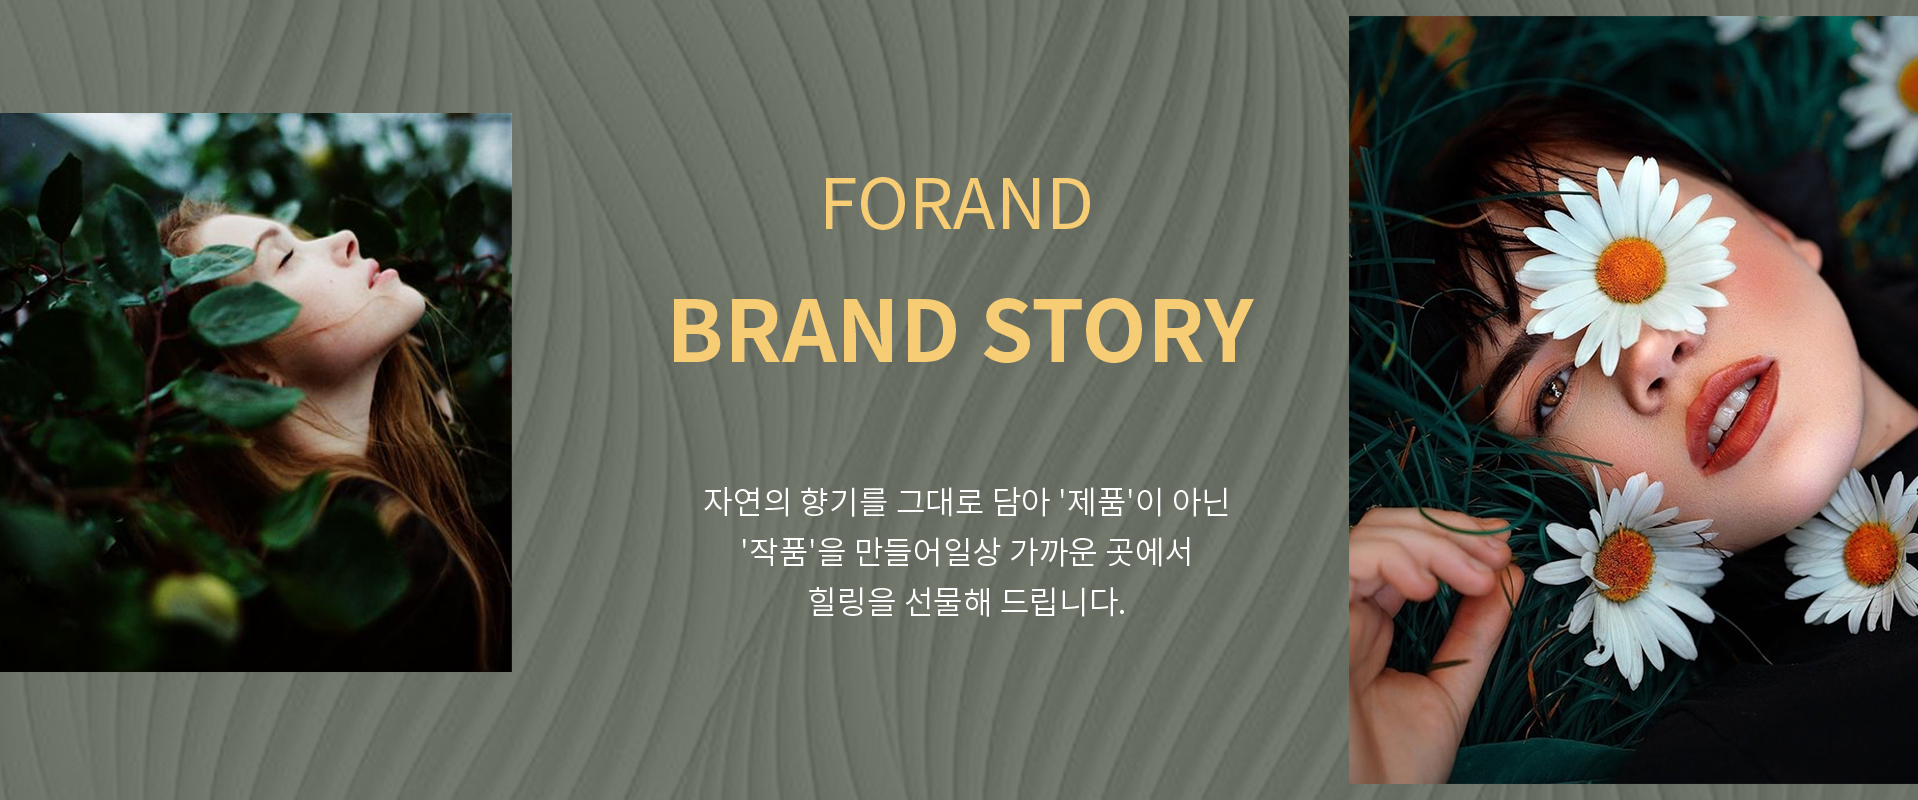 FORAND
BRAND STORY
자연의 향기를 그대로 담아 '제품'이 아닌
'작품'을 만들어일상 가까운 곳에서
힐링을 선물해 드립니다.